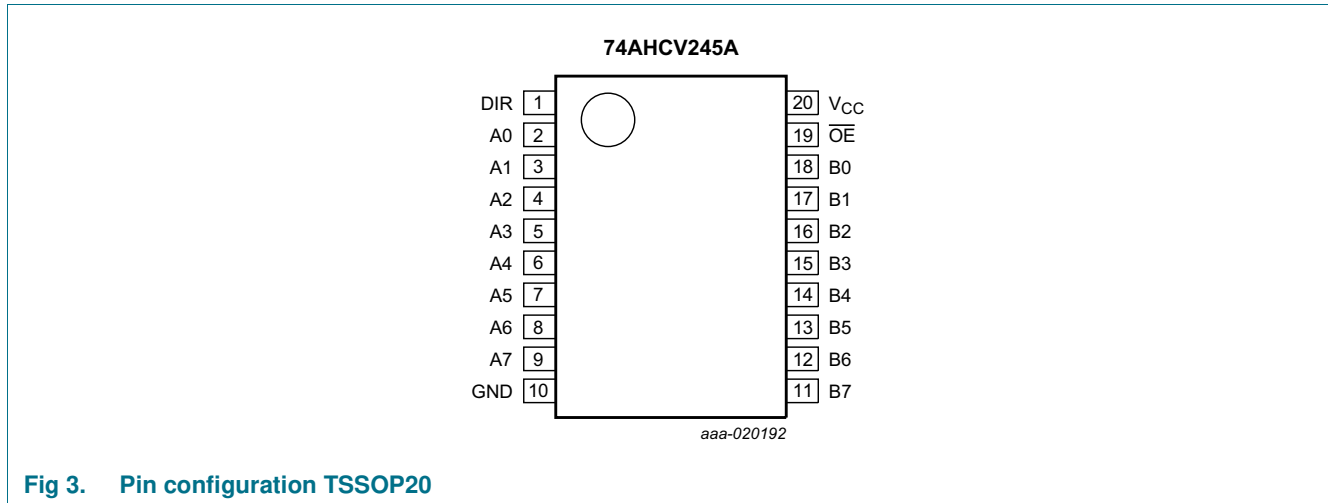 74AHCV245A
DIR 1 20 VCC
A0 2 19 O̅E̅
A1 3 18 B0
A2 4 17 B1
A3 5 16 B2
A4 6 15 B3
A5 7 14 B4
A6 8 13 B5
A7 9 12 B6
GND 10 11 B7
aaa-020192
Fig 3. Pin configuration TSSOP20